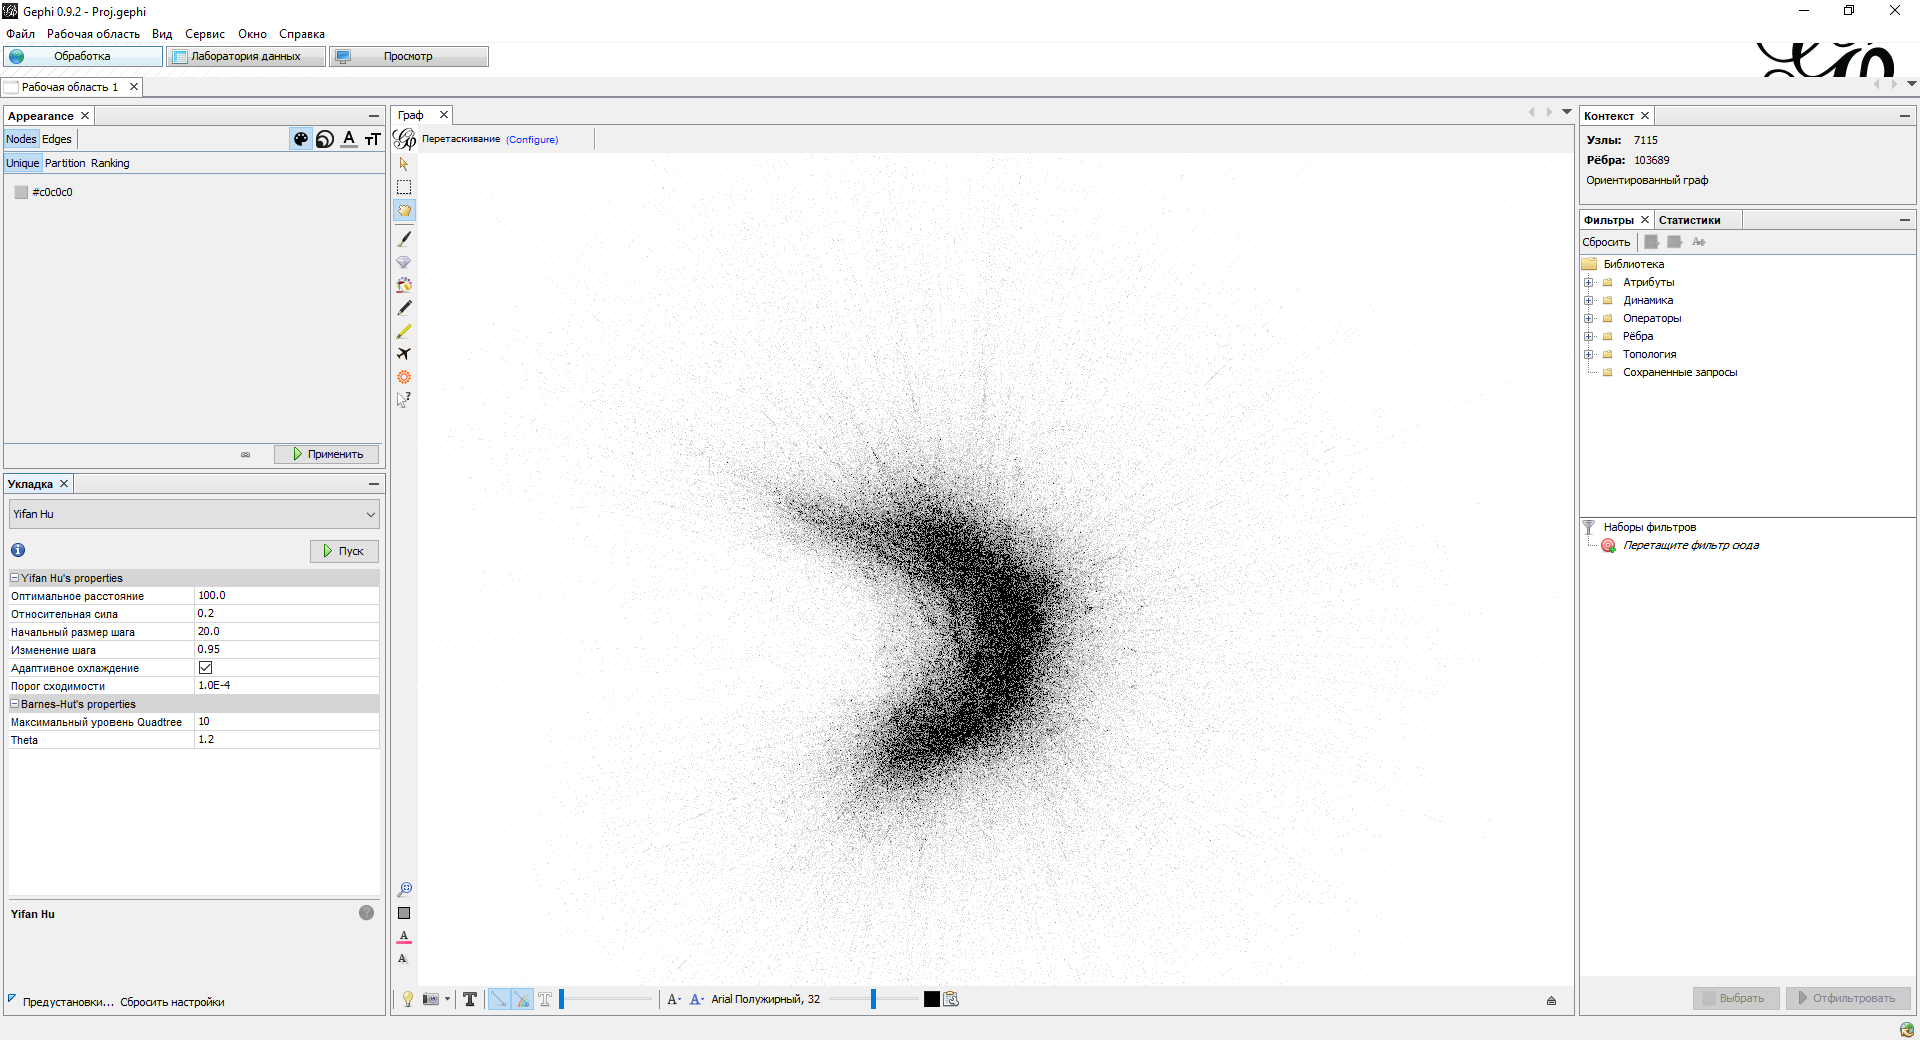 Gephi 0.9.2 - Proj.gephi
Файл Рабочая область Вид Сервис Окно Справка
Обработка Лаборатория данных Просмотр
Рабочая область 1
Appearance
Nodes Edges
Unique Partition Ranking
#c0c0c0
Применить
Укладка
Yifan Hu
Пуск
Yifan Hu's properties
Оптимальное расстояние 100.0
Относительная сила 0.2
Начальный размер шага 20.0
Изменение шага 0.95
Адаптивное охлаждение
Порог сходимости 1.0E-4
Barnes-Hut's properties
Максимальный уровень Quadtree 10
Theta 1.2
Yifan Hu
Предустановки... Сбросить настройки
Граф
Перетаскивание (Configure)
Arial Полужирный, 32
Контекст
Узлы: 7115
Рёбра: 103689
Ориентированный граф
Фильтры Статистики
Сбросить
Библиотека
Атрибуты
Динамика
Операторы
Рёбра
Топология
Сохраненные запросы
Наборы фильтров
Перетащите фильтр сюда
Выбрать Отфильтровать